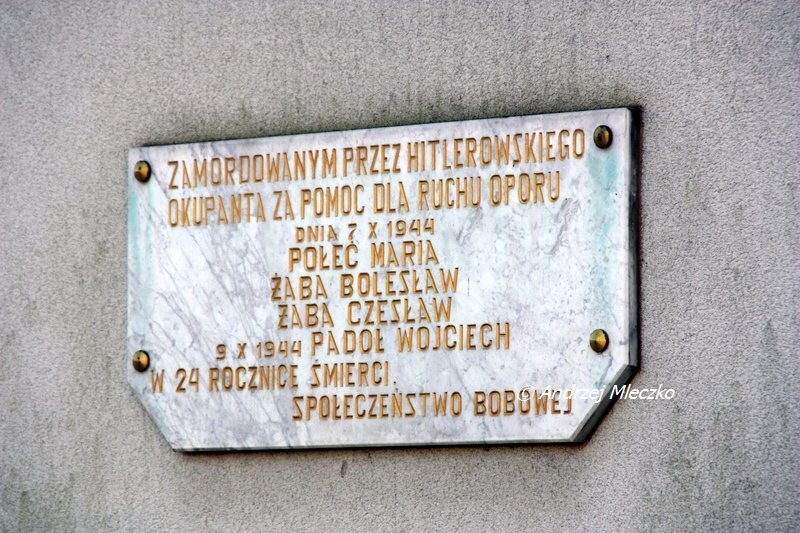 ZAMORDOWANYM PRZEZ HITLEROWSKIEGO
OKUPANTA ZA POMOC DLA RUCHU OPORU
DNIA 7 X 1944
POŁEĆ MARIA
ŻABA BOLESŁAW
ŻABA CZESŁAW
9 X 1944 PADOŁ WOJCIECH
W 24 ROCZNICE ŚMIERCI.
SPOŁECZEŃSTWO BOBOWEJ
© Andrzej Mleczko